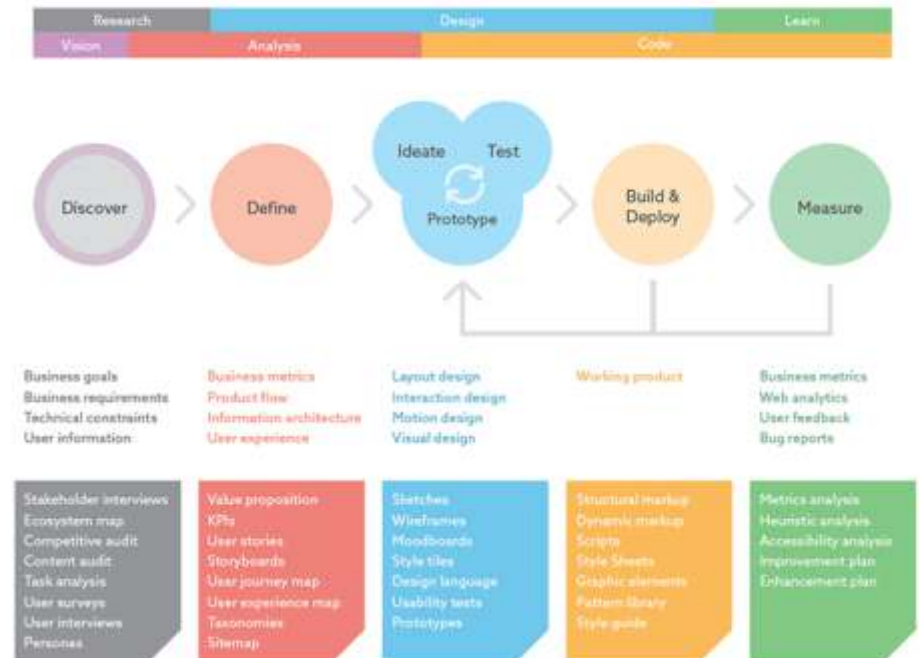 Research
Design
Learn
Vision
Analysis
Code
Discover
Define
Ideate
Test
Prototype
Build &
Deploy
Measure
Business goals
Business requirements
Technical constraints
User information
Business metrics
Product flow
Information architecture
User experience
Layout design
Interaction design
Motion design
Visual design
Working product
Business metrics
Web analytics
User feedback
Bug reports
Stakeholder interviews
Ecosystem map
Competitive audit
Content audit
Task analysis
User surveys
User interviews
Personas
Value proposition
KPIs
User stories
Storyboards
User journey map
User experience map
Taxonomies
Sitemap
Sketches
Wireframes
Moodboards
Style tiles
Design language
Usability tests
Prototypes
Structural markup
Dynamic markup
Scripts
Style Sheets
Graphic elements
Pattern library
Style guide
Metrics analysis
Heuristic analysis
Accessibility analysis
Improvement plan
Enhancement plan